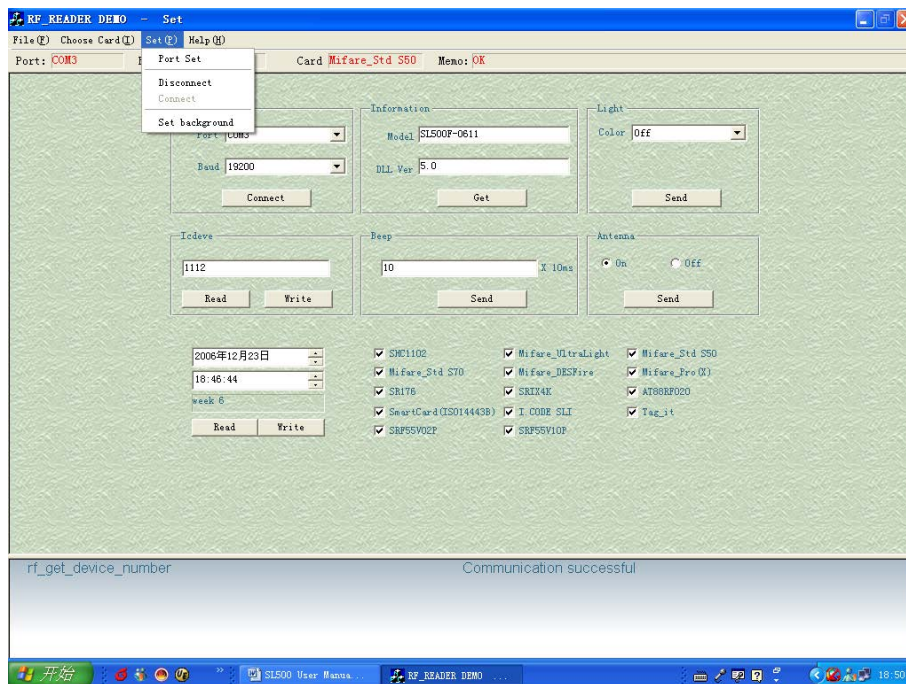 RF_READER DEMO - Set
File(F) Choose Card(I) Set(P) Help(H)
Port: COM3 Card Mifare_Std S50 Memo: OK
Port Set
Disconnect
Connect
Set background
Port COM3
Baud 19200
Connect
Information
Model SL500F-0611
DLL Ver 5.0
Get
Light
Color Off
Send
Icdeve
1112
Read Write
Beep
10 X 10ms
Send
Antenna
On Off
Send
2006年12月23日
18:46:44
week 6
Read Write
SHC1102 Mifare_UltraLight Mifare_Std S50
Mifare_Std S70 Mifare_DESFire Mifare_Pro(X)
SR176 SRIX4K AT88RF020
SmartCard(ISO14443B) I CODE SLI Tag_it
SRF55V02P SRF55V10P
rf_get_device_number Communication successful
开始 SL500 User Manua... RF_READER DEMO ... 18:50